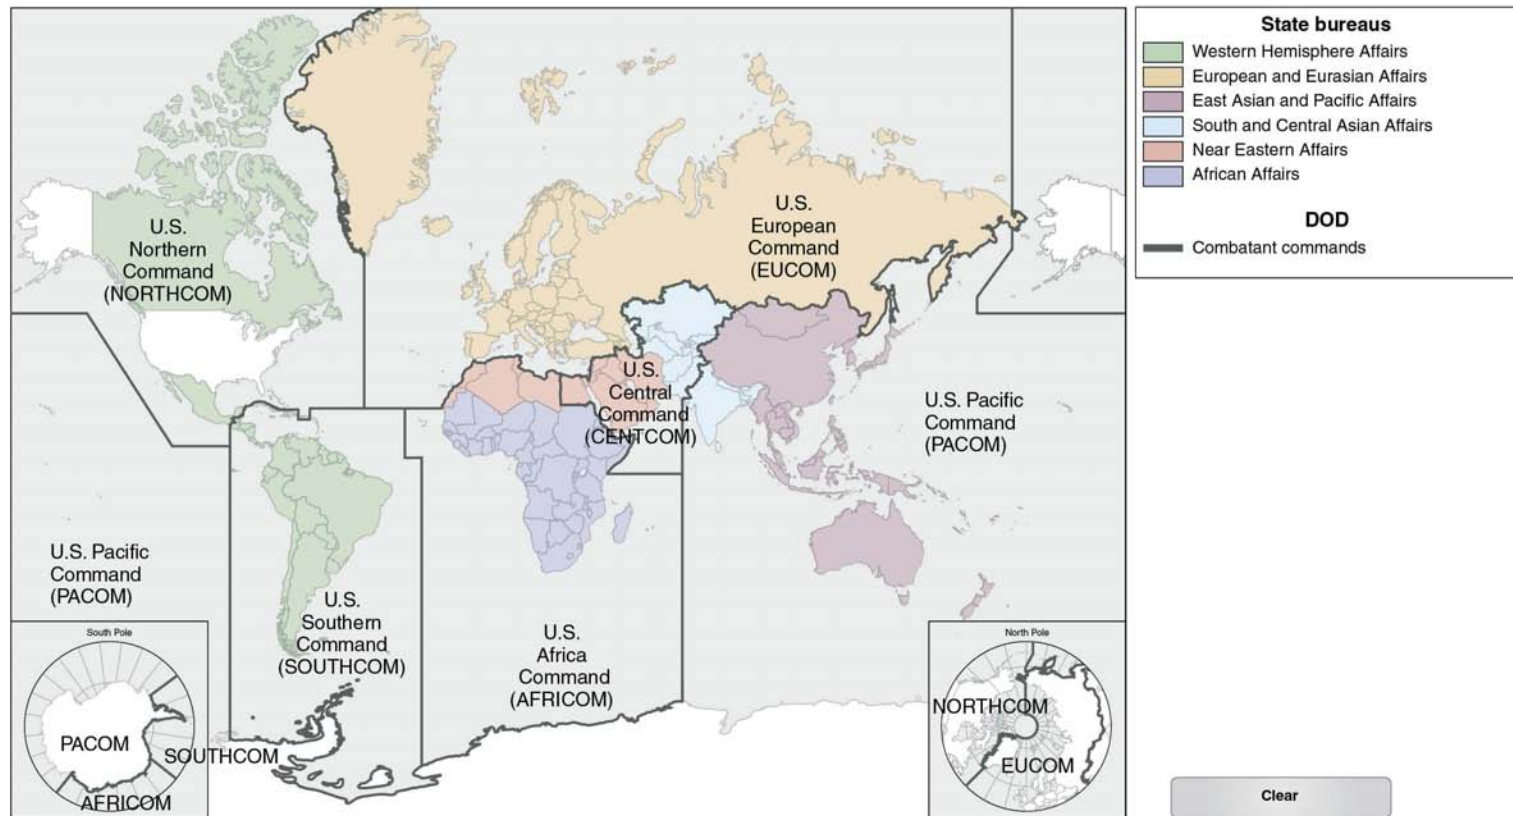 State bureaus
Western Hemisphere Affairs
European and Eurasian Affairs
East Asian and Pacific Affairs
South and Central Asian Affairs
Near Eastern Affairs
African Affairs
DOD
Combatant commands
U.S.
Northern
Command
(NORTHCOM)
U.S.
European
Command
(EUCOM)
U.S.
Central
Command
(CENTCOM)
U.S. Pacific
Command
(PACOM)
U.S. Pacific
Command
(PACOM)
U.S.
Southern
Command
(SOUTHCOM)
U.S.
Africa
Command
(AFRICOM)
South Pole
PACOM
SOUTHCOM
AFRICOM
North Pole
NORTHCOM
EUCOM
Clear